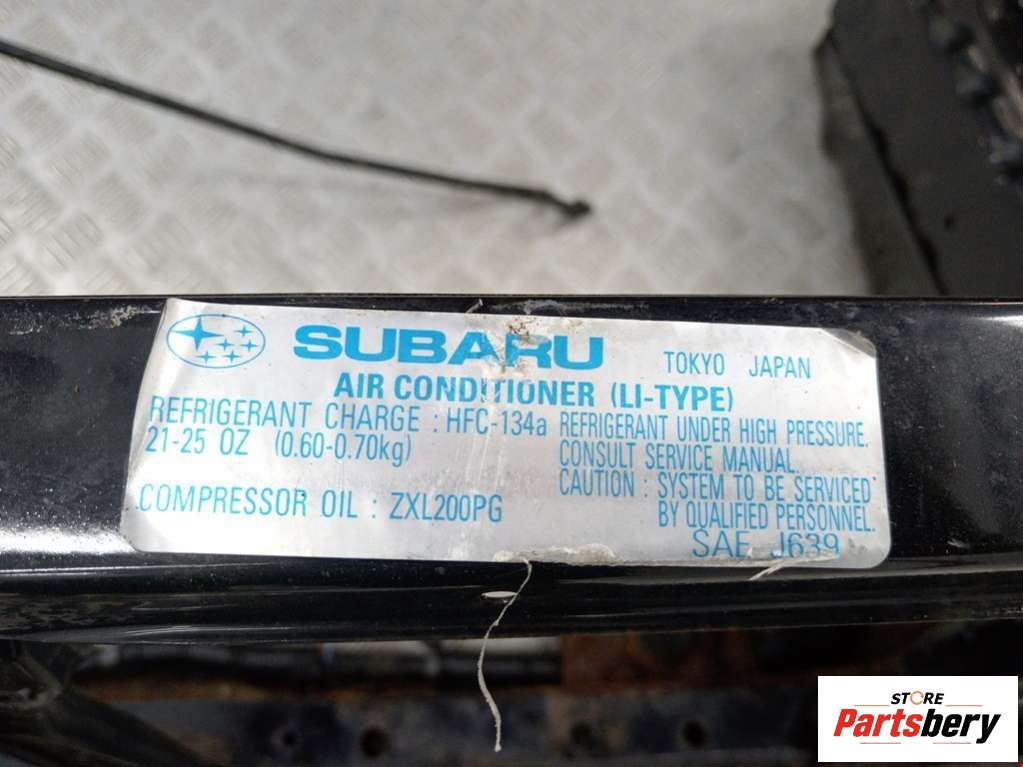 SUBARU TOKYO JAPAN
AIR CONDITIONER (LI-TYPE)
REFRIGERANT CHARGE : HFC-134a
21-25 OZ (0.60-0.70kg)
COMPRESSOR OIL : ZXL200PG
REFRIGERANT UNDER HIGH PRESSURE.
CONSULT SERVICE MANUAL.
CAUTION : SYSTEM TO BE SERVICED
BY QUALIFIED PERSONNEL.
SAE J639
STORE
Partsbery